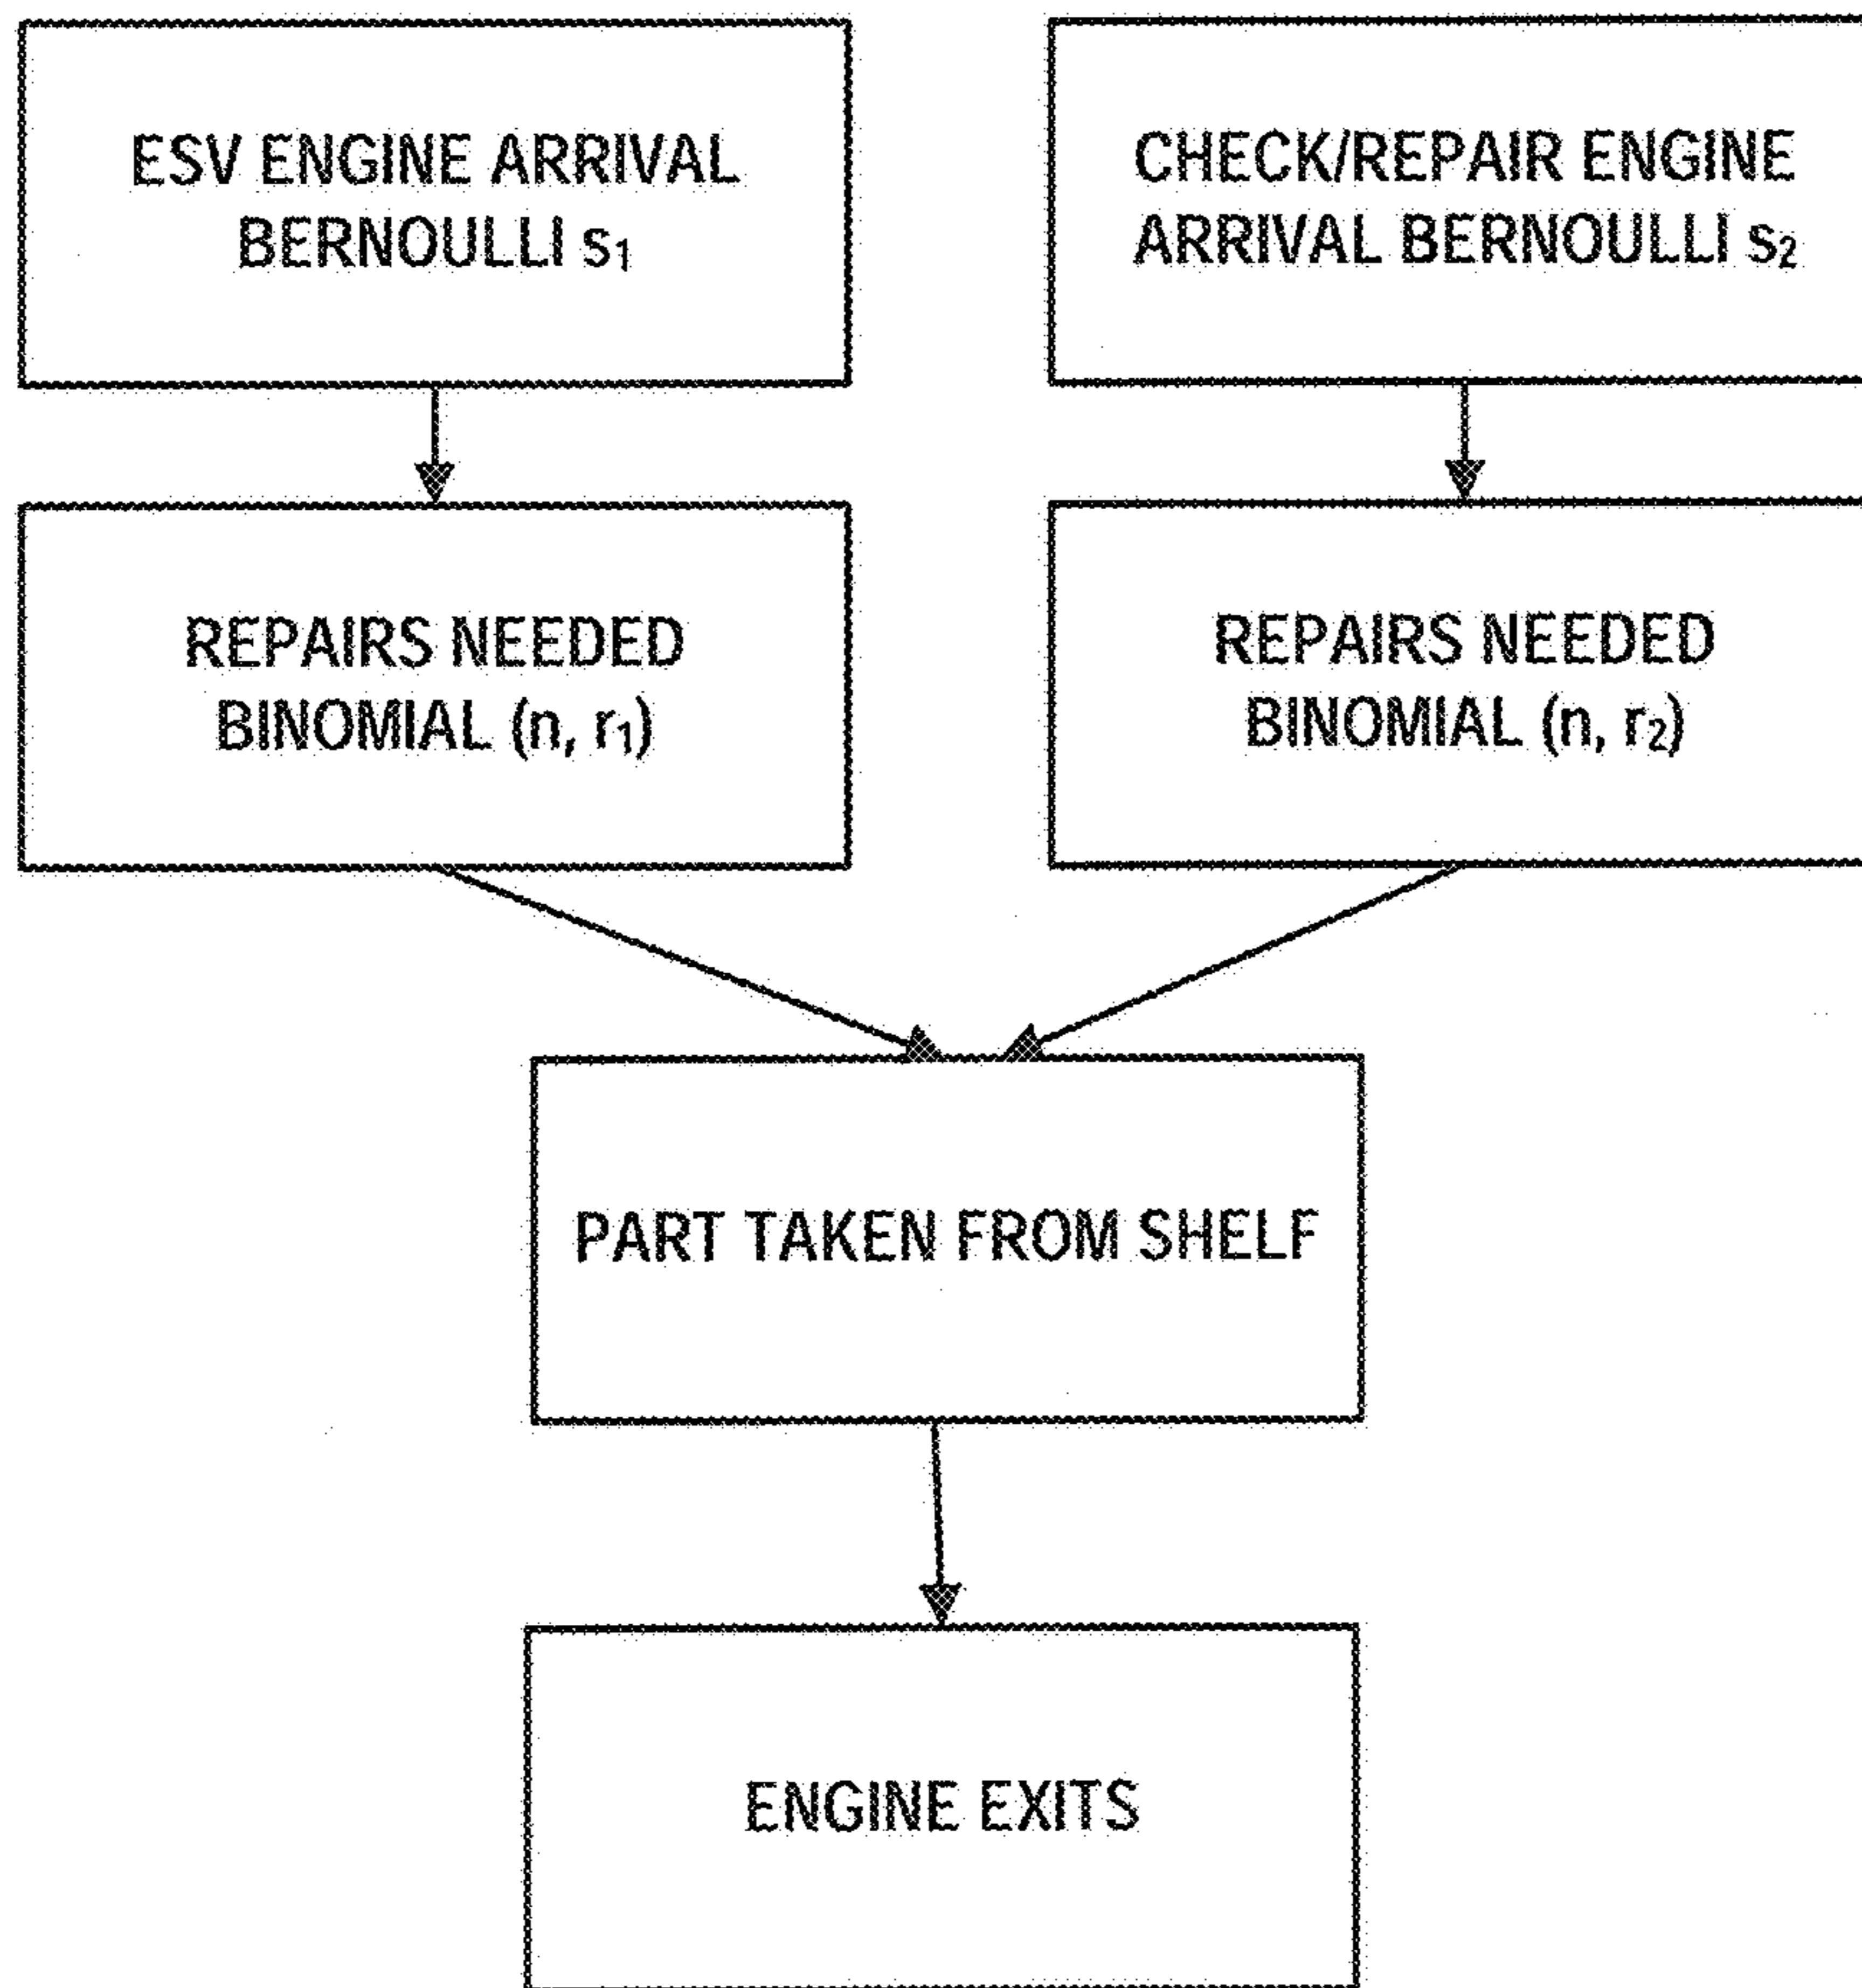 ESV ENGINE ARRIVAL
BERNOULLI s₁
CHECK/REPAIR ENGINE
ARRIVAL BERNOULLI s₂
REPAIRS NEEDED
BINOMIAL (n, r₁)
REPAIRS NEEDED
BINOMIAL (n, r₂)
PART TAKEN FROM SHELF
ENGINE EXITS